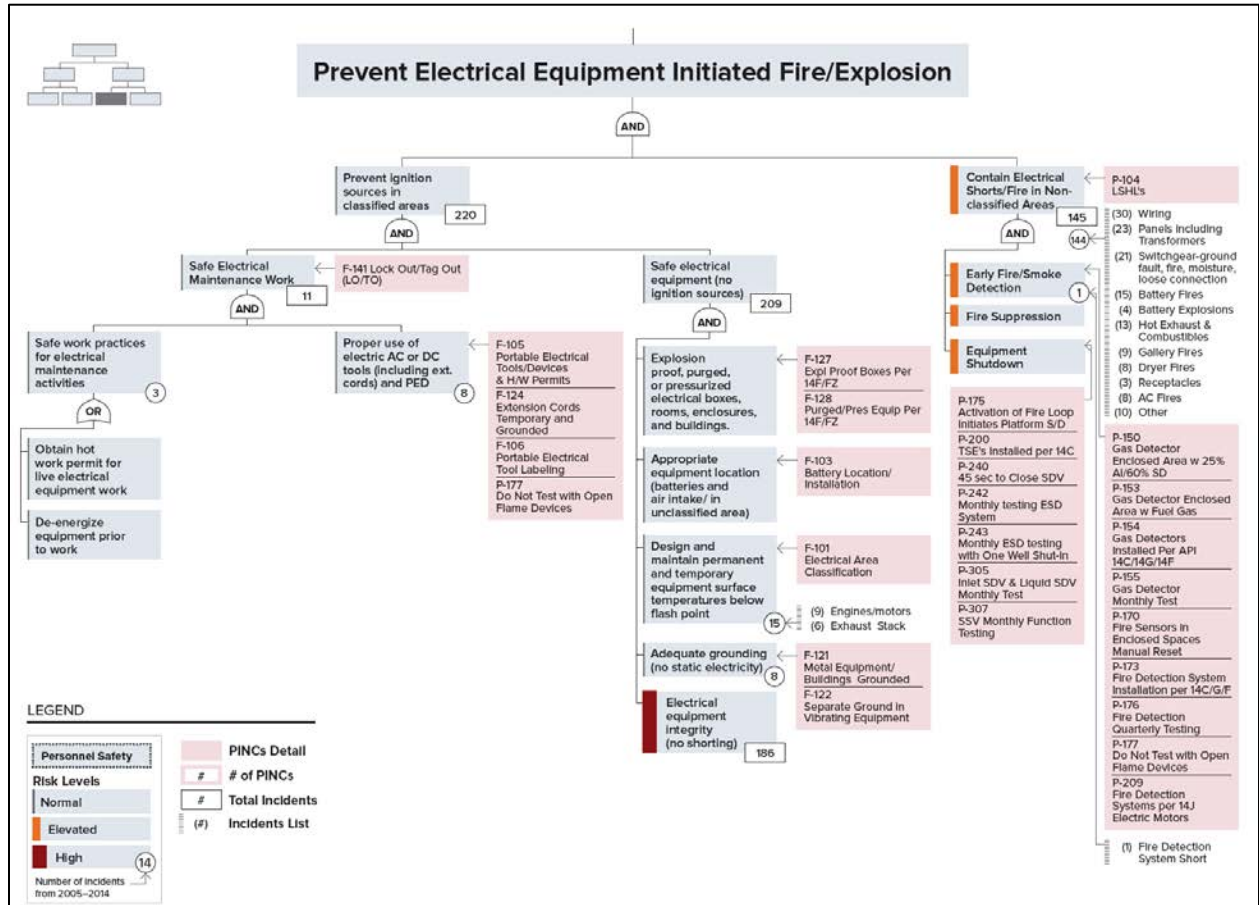 Prevent Electrical Equipment Initiated Fire/Explosion
AND
Prevent ignition
sources in
classified areas
220
AND
Safe Electrical
Maintenance Work
11
F-141 Lock Out/Tag Out
(LO/TO)
AND
Safe work practices
for electrical
maintenance
activities
3
OR
Obtain hot
work permit for
live electrical
equipment work
De-energize
equipment prior
to work
Proper use of
electric AC or DC
tools (including ext.
cords) and PED
8
F-105
Portable Electrical
Tools/Devices
& H/W Permits
F-124
Extension Cords
Temporary and
Grounded
F-106
Portable Electrical
Tool Labeling
P-177
Do Not Test with Open
Flame Devices
Safe electrical
equipment (no
ignition sources)
209
AND
Explosion
proof, purged,
or pressurized
electrical boxes,
rooms, enclosures,
and buildings.
F-127
Expl Proof Boxes Per
14F/FZ
F-128
Purged/Pres Equip Per
14F/FZ
Appropriate
equipment location
(batteries and
air intake/ in
unclassified area)
F-103
Battery Location/
Installation
Design and
maintain permanent
and temporary
equipment surface
temperatures below
flash point
15
F-101
Electrical Area
Classification
(9) Engines/motors
(6) Exhaust Stack
Adequate grounding
(no static electricity)
8
F-121
Metal Equipment/
Buildings Grounded
F-122
Separate Ground in
Vibrating Equipment
Electrical
equipment
integrity
(no shorting)
186
Contain Electrical
Shorts/Fire in Non-
classified Areas
145
P-104
LSHL's
AND
144
(30) Wiring
(23) Panels Including
Transformers
(21) Switchgear-ground
fault, fire, moisture,
loose connection
(15) Battery Fires
(4) Battery Explosions
(13) Hot Exhaust &
Combustibles
(9) Gallery Fires
(8) Dryer Fires
(3) Receptacles
(8) AC Fires
(10) Other
Early Fire/Smoke
Detection
1
Fire Suppression
Equipment
Shutdown
P-175
Activation of Fire Loop
Initiates Platform S/D
P-200
TSE's Installed per 14C
P-240
45 sec to Close SDV
P-242
Monthly testing ESD
System
P-243
Monthly ESD testing
with One Well Shut-In
P-305
Inlet SDV & Liquid SDV
Monthly Test
P-307
SSV Monthly Function
Testing
P-150
Gas Detector
Enclosed Area w 25%
Al/60% SD
P-153
Gas Detector Enclosed
Area w Fuel Gas
P-154
Gas Detectors
Installed Per API
14C/14G/14F
P-155
Gas Detector
Monthly Test
P-170
Fire Sensors in
Enclosed Spaces
Manual Reset
P-173
Fire Detection System
Installation per 14C/G/F
P-176
Fire Detection
Quarterly Testing
P-177
Do Not Test with Open
Flame Devices
P-209
Fire Detection
Systems per 14J
Electric Motors
(1) Fire Detection
System Short
LEGEND
Personnel Safety
Risk Levels
Normal
Elevated
High
14
Number of incidents
from 2005–2014
PINCs Detail
# # of PINCs
# Total Incidents
(#) Incidents List